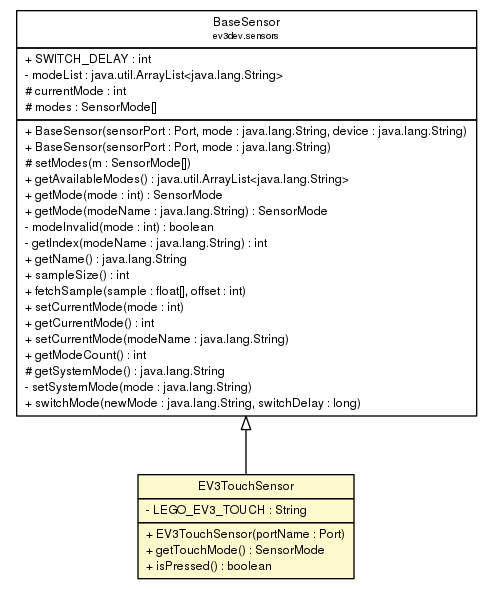 BaseSensor
ev3dev.sensors
+ SWITCH_DELAY : int
- modeList : java.util.ArrayList<java.lang.String>
# currentMode : int
# modes : SensorMode[]
+ BaseSensor(sensorPort : Port, mode : java.lang.String, device : java.lang.String)
+ BaseSensor(sensorPort : Port, mode : java.lang.String)
# setModes(m : SensorMode[])
+ getAvailableModes() : java.util.ArrayList<java.lang.String>
+ getMode(mode : int) : SensorMode
+ getMode(modeName : java.lang.String) : SensorMode
- modeInvalid(mode : int) : boolean
- getIndex(modeName : java.lang.String) : int
+ getName() : java.lang.String
+ sampleSize() : int
+ fetchSample(sample : float[], offset : int)
+ setCurrentMode(mode : int)
+ getCurrentMode() : int
+ setCurrentMode(modeName : java.lang.String)
+ getModeCount() : int
# getSystemMode() : java.lang.String
- setSystemMode(mode : java.lang.String)
+ switchMode(newMode : java.lang.String, switchDelay : long)
EV3TouchSensor
- LEGO_EV3_TOUCH : String
+ EV3TouchSensor(portName : Port)
+ getTouchMode() : SensorMode
+ isPressed() : boolean